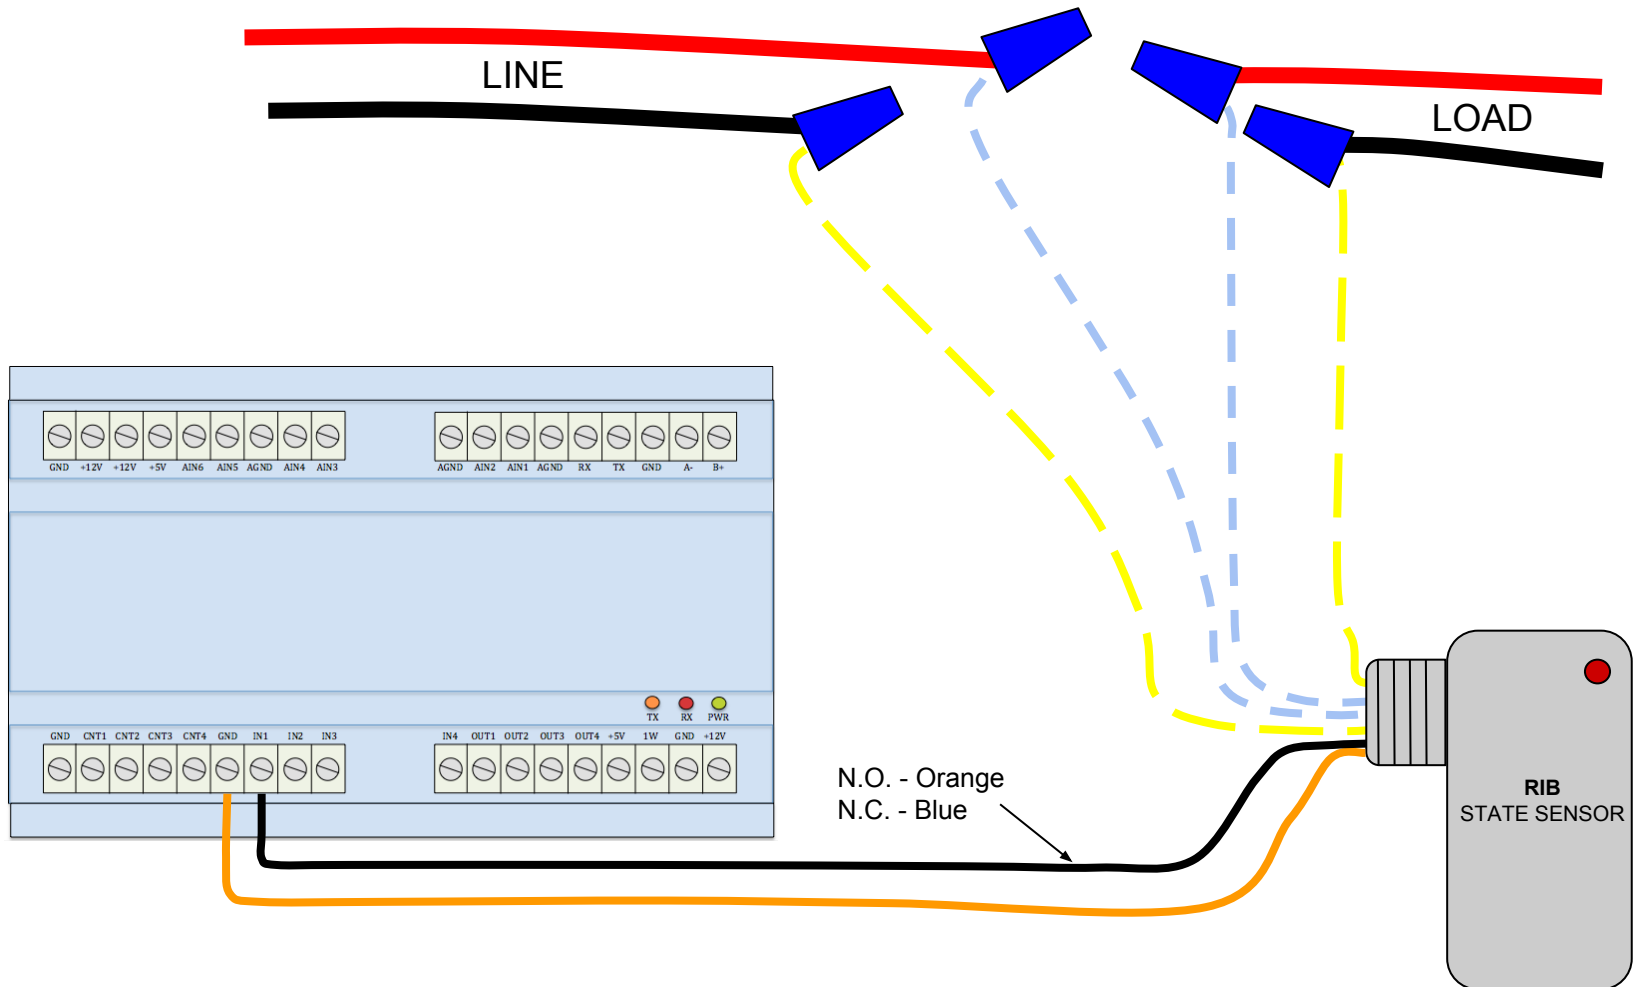 LINE
LOAD
GND +12V +12V +5V AIN6 AIN5 AGND AIN4 AIN3
AGND AIN2 AIN1 AGND RX TX GND A- B+
TX RX PWR
GND CNT1 CNT2 CNT3 CNT4 GND IN1 IN2 IN3
IN4 OUT1 OUT2 OUT3 OUT4 +5V 1W GND +12V
N.O. - Orange
N.C. - Blue
RIB
STATE SENSOR